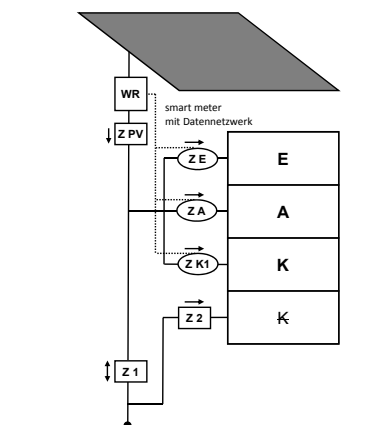 WR
smart meter
mit Datennetzwerk
Z PV
Z E
E
Z A
A
Z K1
K
Z 2
K
Z 1